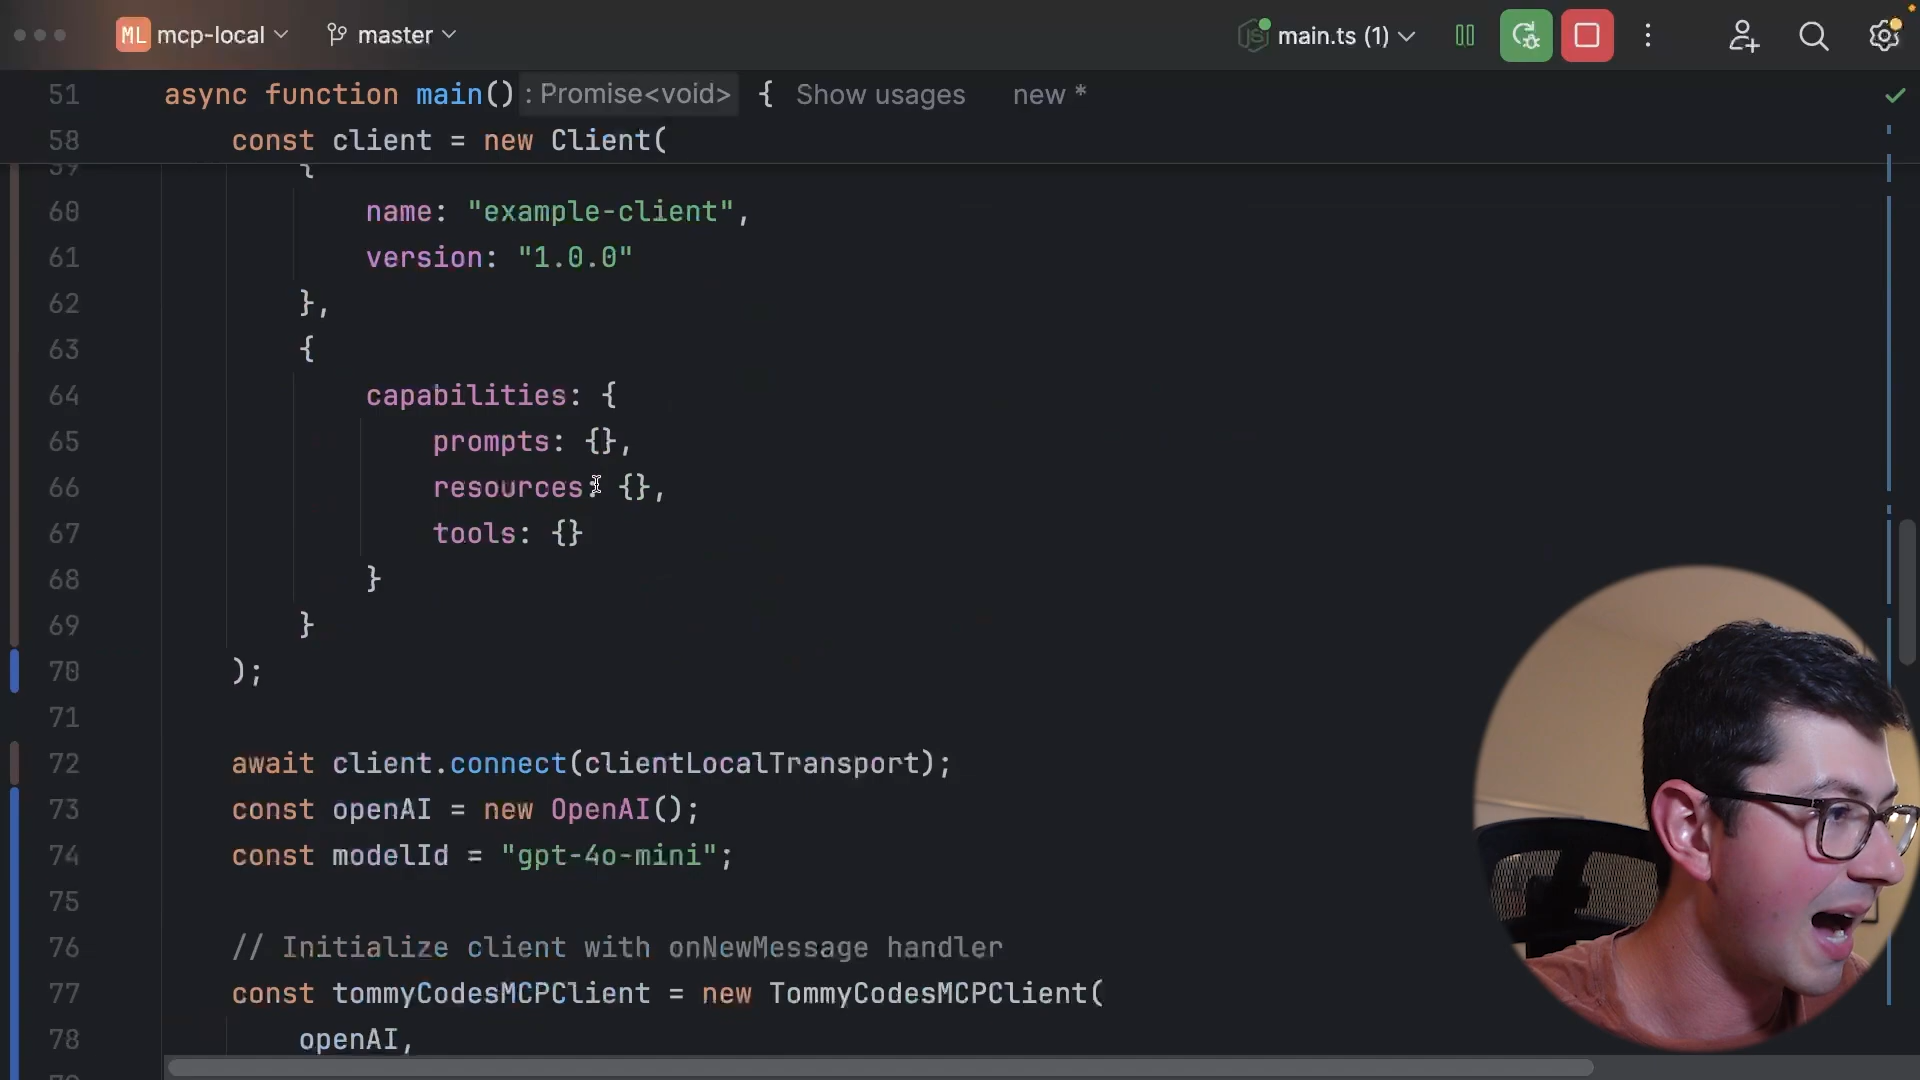 ML mcp-local master main.ts (1)
51 async function main() : Promise<void> { Show usages new *
58 const client = new Client(
59 {
60 name: "example-client",
61 version: "1.0.0"
62 },
63 {
64 capabilities: {
65 prompts: {},
66 resources: {},
67 tools: {}
68 }
69 }
70 );
71
72 await client.connect(clientLocalTransport);
73 const openAI = new OpenAI();
74 const modelId = "gpt-4o-mini";
75
76 // Initialize client with onNewMessage handler
77 const tommyCodesMCPClient = new TommyCodesMCPClient(
78 openAI,